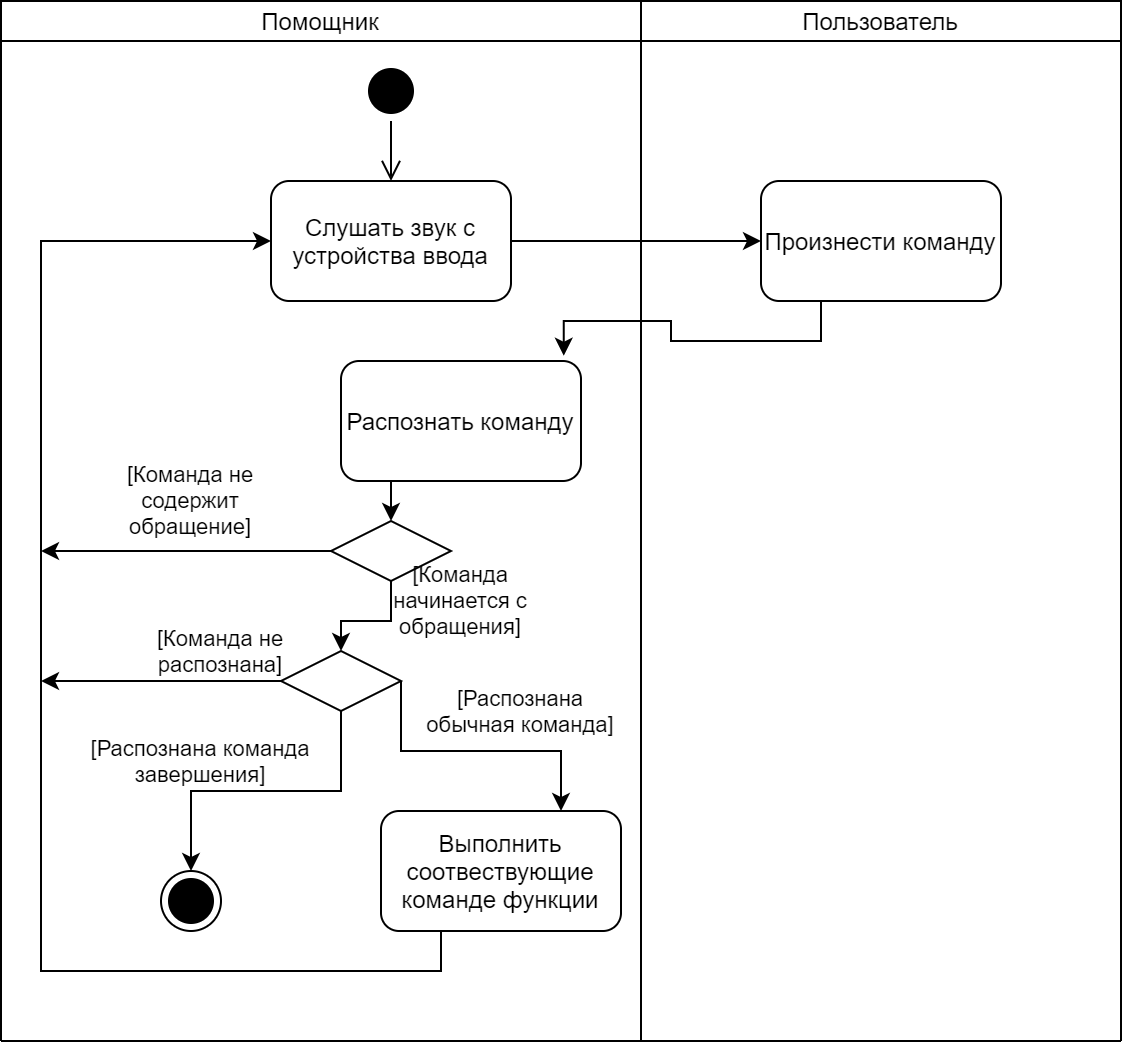 Помощник
Пользователь
Слушать звук с
устройства ввода
Произнести команду
Распознать команду
[Команда не
содержит
обращение]
[Команда
начинается с
обращения]
[Команда не
распознана]
[Распознана
обычная команда]
[Распознана команда
завершения]
Выполнить
соотвествующие
команде функции